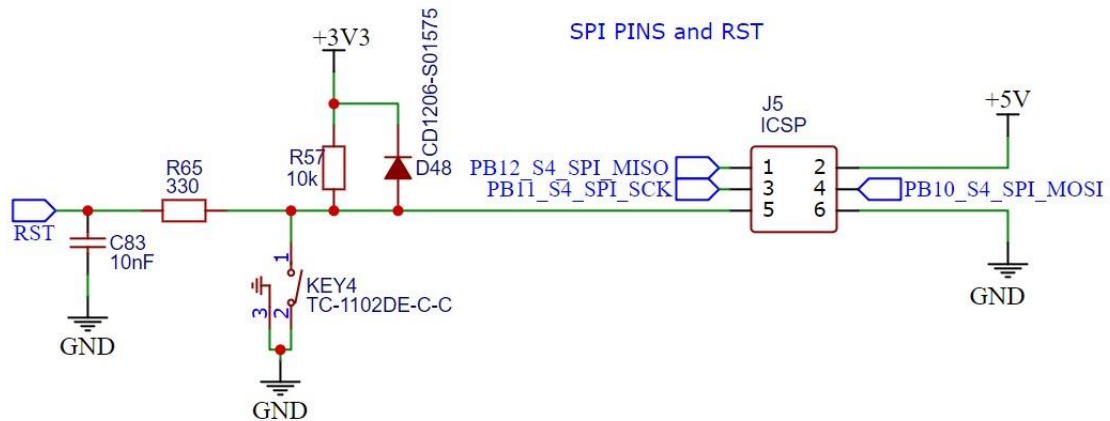 SPI PINS and RST
+3V3
CD1206-S01575
J5
ICSP
+5V
R65
330
R57
10k
D48
PB12_S4_SPI_MISO
1
2
PB11_S4_SPI_SCK
3
4
PB10_S4_SPI_MOSI
5
6
RST
C83
10nF
1
KEY4
TC-1102DE-C-C
3
2
GND
GND
GND